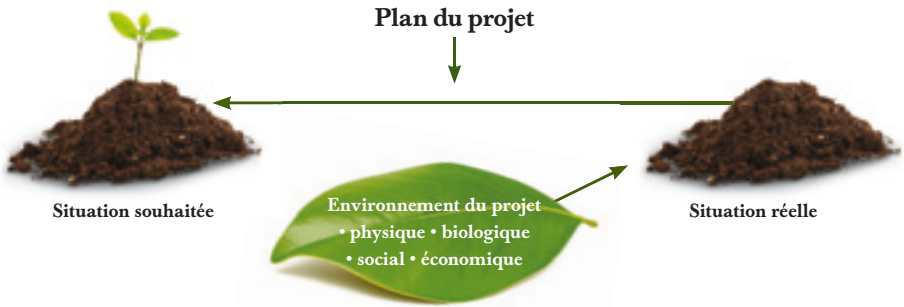 Plan du projet
Situation souhaitée
Environnement du projet
• physique • biologique
• social • économique
Situation réelle